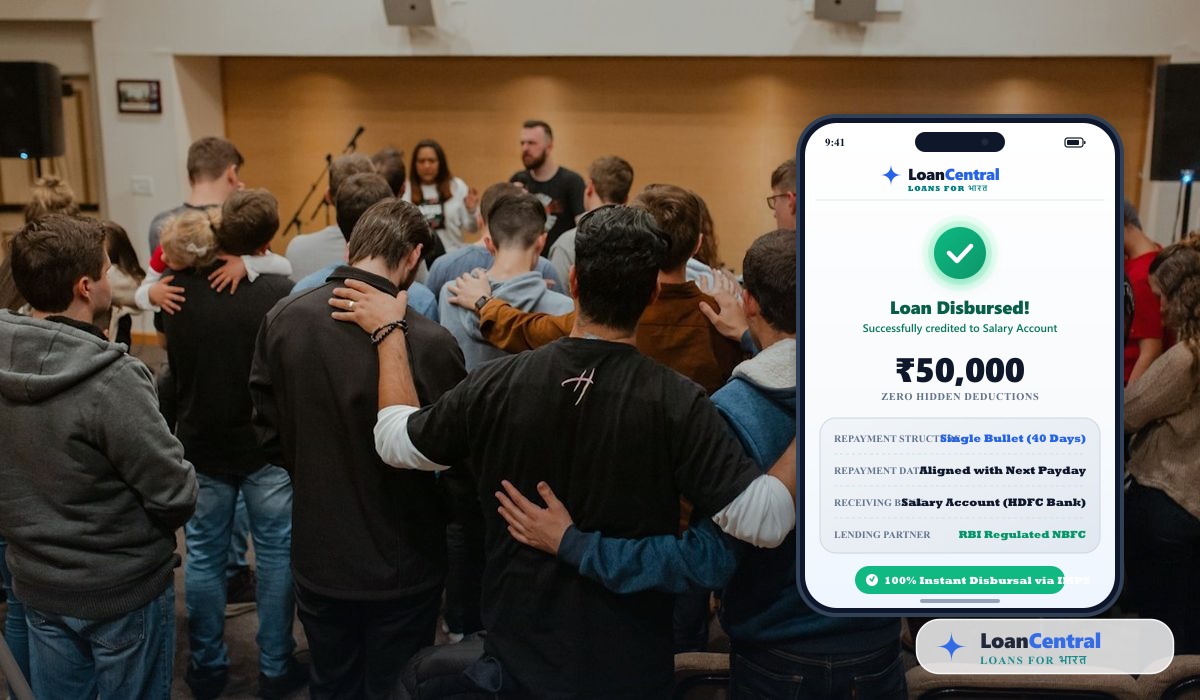 9:41
LoanCentral
LOANS FOR भारत
Loan Disbursed!
Successfully credited to Salary Account
₹50,000
ZERO HIDDEN DEDUCTIONS
Single Bullet (40 Days)
REPAYMENT
Aligned with Next Payday
REPAYMENT
Salary Account (HDFC Bank)
RECEIVING
LENDING PARTNER RBI Regulated NBFC
100% Instant Disbursal via IMPS
LoanCentral
LOANS FOR भारत